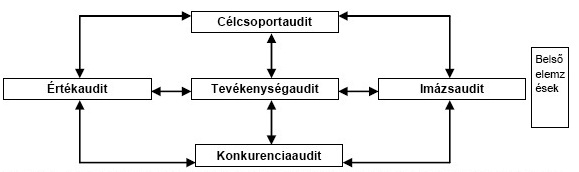 Célcsoportaudit
Értékaudit
Tevékenységaudit
Imázsaudit
Belső
elemz
ések
Konkurenciaaudit